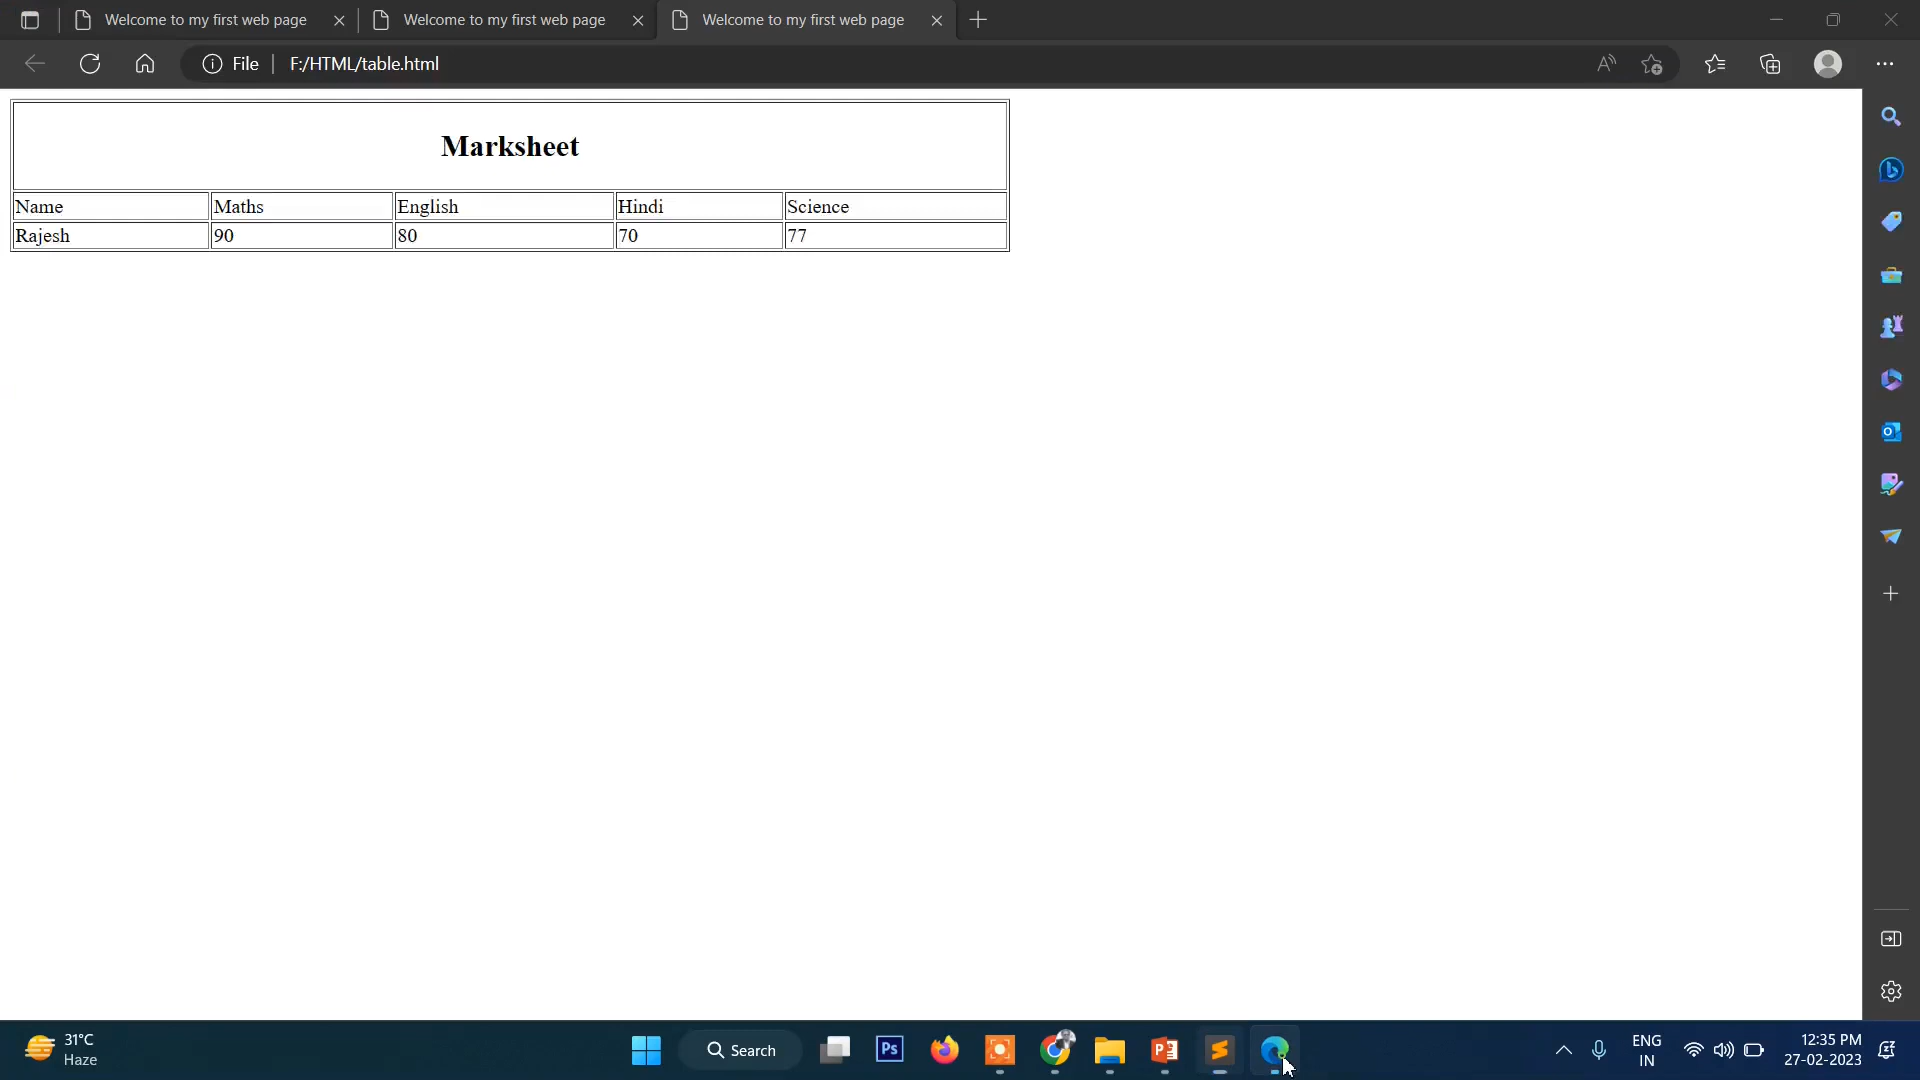 Welcome to my first web page Welcome to my first web page Welcome to my first web page
File F:/HTML/table.html
Marksheet
Name Maths English Hindi Science
Rajesh 90 80 70 77
31°C
Haze
Search
Ps
ENG
IN
12:35 PM
27-02-2023